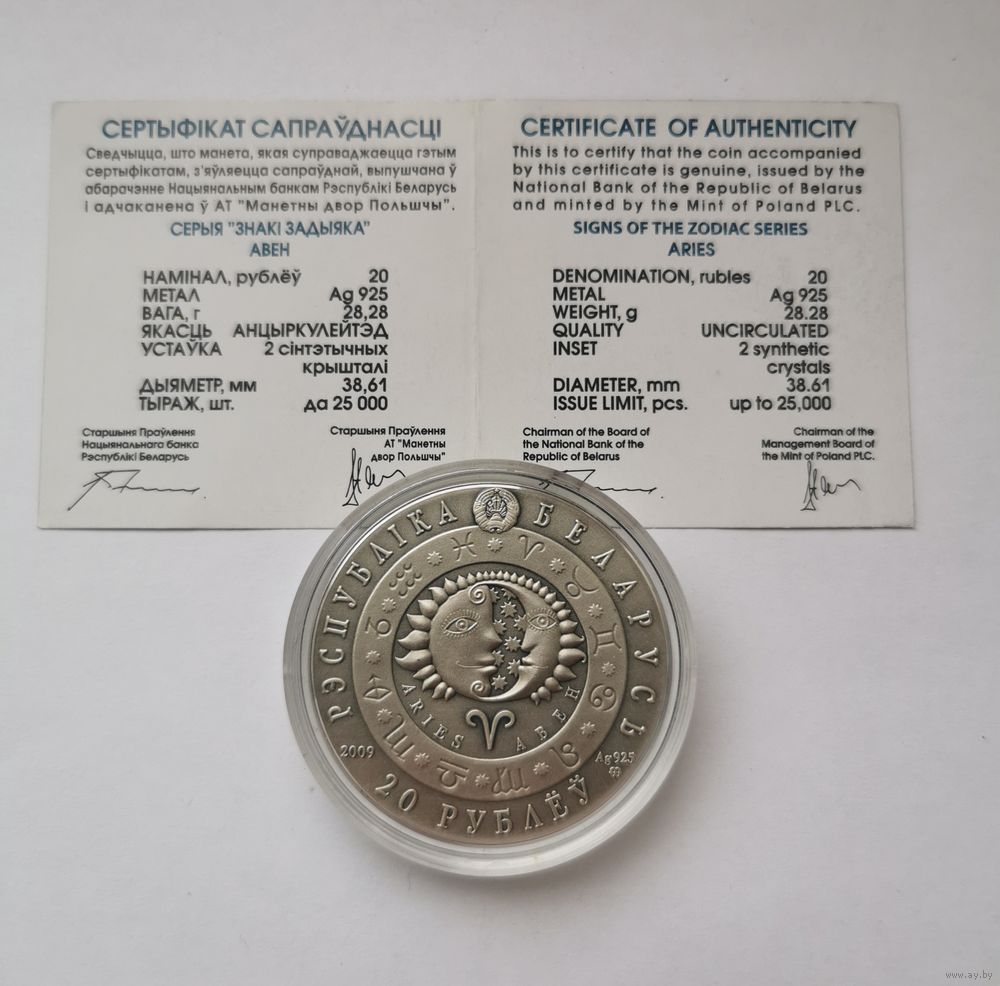 СЕРТЫФІКАТ САПРАЎДНАСЦІ
Сведчыцца, што манета, якая суправаджаецца гэтым
сертыфікатам, з'яўляецца сапраўднай, выпушчана ў
абарачэнне Нацыянальным банкам Рэспублікі Беларусь
і адчаканена ў АТ "Манетны двор Польшчы".
СЕРЫЯ "ЗНАКІ ЗАДЫЯКА"
АВЕН
НАМІНАЛ, рублёў 20
МЕТАЛ Ag 925
ВАГА, г 28,28
ЯКАСЦЬ АНЦЫРКУЛЕЙТЭД
УСТАЎКА 2 сінтэтычных
крышталі
ДЫЯМЕТР, мм 38,61
ТЫРАЖ, шт. да 25 000
Старшыня Праўлення
Нацыянальнага банка
Рэспублікі Беларусь
Старшыня Праўлення
АТ "Манетны
двор Польшчы"
CERTIFICATE OF AUTHENTICITY
This is to certify that the coin accompanied
by this certificate is genuine, issued by the
National Bank of the Republic of Belarus
and minted by the Mint of Poland PLC.
SIGNS OF THE ZODIAC SERIES
ARIES
DENOMINATION, rubles 20
METAL Ag 925
WEIGHT, g 28.28
QUALITY UNCIRCULATED
INSET 2 synthetic
crystals
DIAMETER, mm 38.61
ISSUE LIMIT, pcs. up to 25,000
Chairman of the Board of
the National Bank of the
Republic of Belarus
Chairman of the
Management Board of
the Mint of Poland PLC.
РЭСПУБЛІКА БЕЛАРУСЬ
ARIES АВЕН
2009
Ag925
20 РУБЛЁЎ
www.ay.by